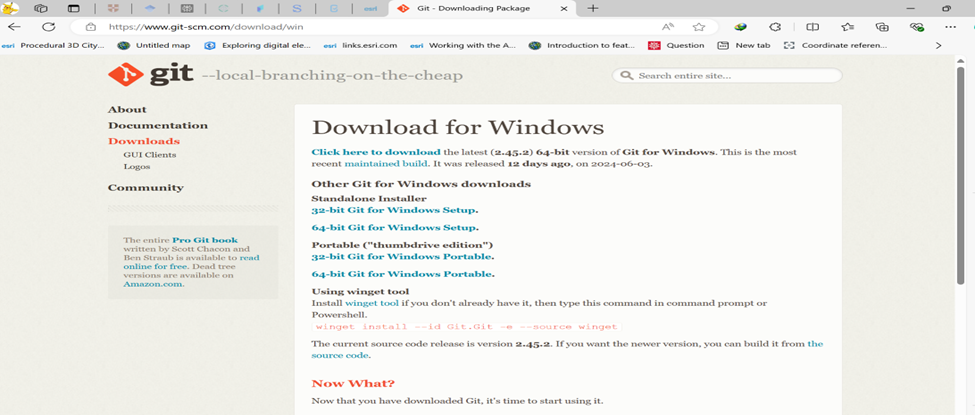 Git - Downloading Package
https://www.git-scm.com/download/win
esri Procedural 3D City... Untitled map Exploring digital ele... esri links.esri.com esri Working with the A... Introduction to feat... Question New tab Coordinate referen...
git --local-branching-on-the-cheap
Search entire site...
About
Documentation
Downloads
GUI Clients
Logos
Community
The entire Pro Git book
written by Scott Chacon and
Ben Straub is available to read
online for free. Dead tree
versions are available on
Amazon.com.
Download for Windows
Click here to download the latest (2.45.2) 64-bit version of Git for Windows. This is the most
recent maintained build. It was released 12 days ago, on 2024-06-03.
Other Git for Windows downloads
Standalone Installer
32-bit Git for Windows Setup.
64-bit Git for Windows Setup.
Portable ("thumbdrive edition")
32-bit Git for Windows Portable.
64-bit Git for Windows Portable.
Using winget tool
Install winget tool if you don't already have it, then type this command in command prompt or
Powershell.
winget install --id Git.Git -e --source winget
The current source code release is version 2.45.2. If you want the newer version, you can build it from the
source code.
Now What?
Now that you have downloaded Git, it's time to start using it.